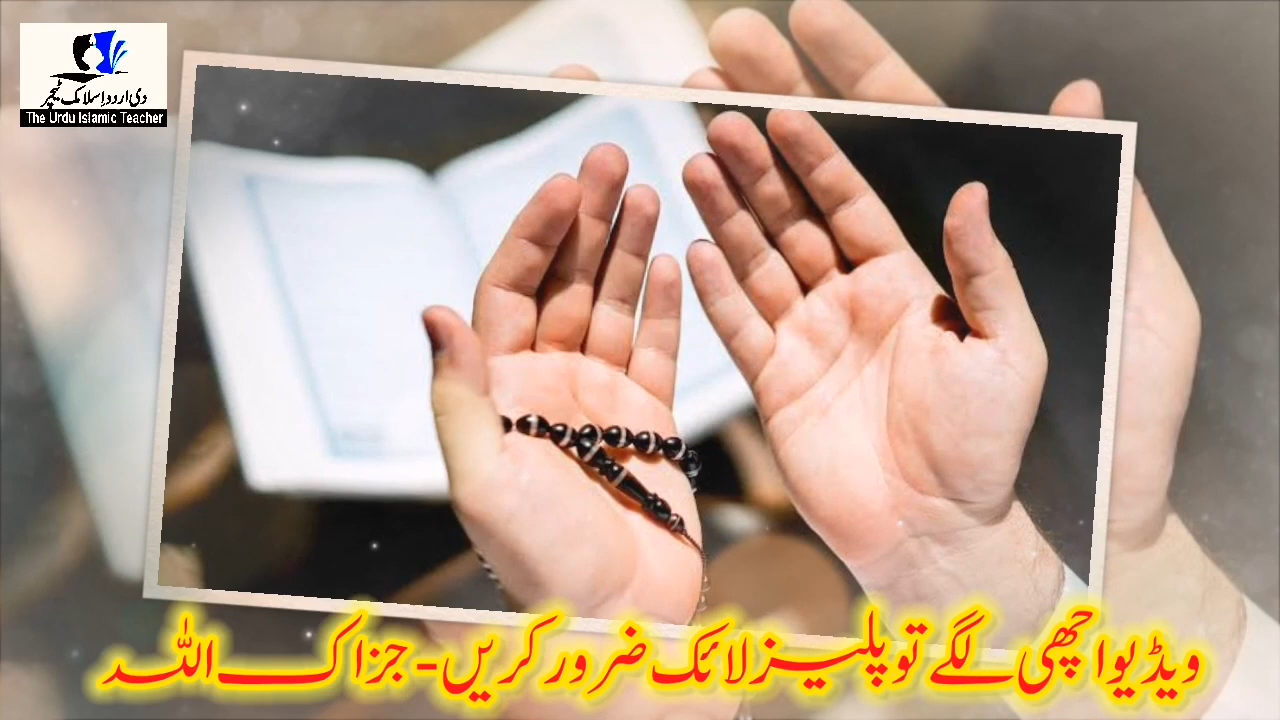 دی اردو اسلامک ٹیچر
The Urdu Islamic Teacher
ویڈیو اچھی لگے تو پلیز لائک ضرور کریں - جزاک اللہ